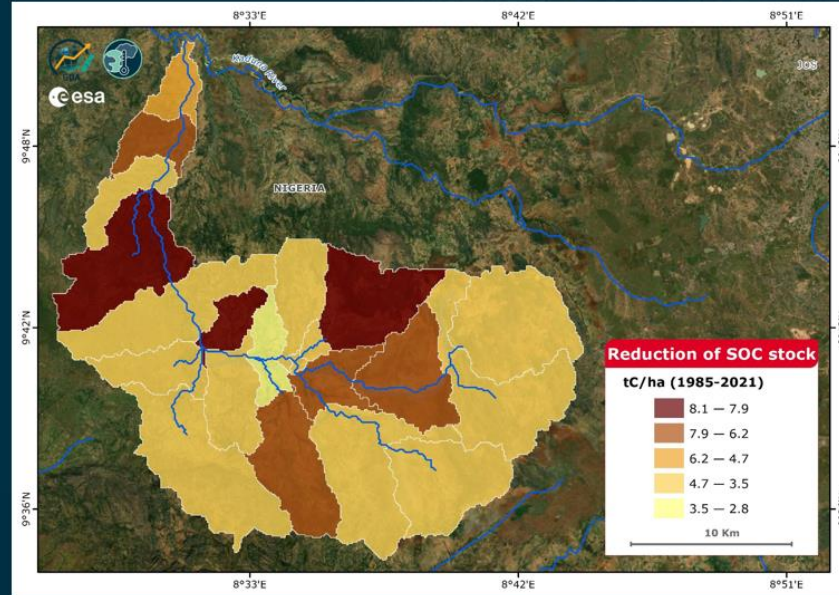 8°33'E 8°42'E 8°51'E
GDA
esa
Kaduna River
JOS
9°48'N
NIGERIA
9°42'N
9°36'N
Reduction of SOC stock
tC/ha (1985-2021)
8.1 — 7.9
7.9 — 6.2
6.2 — 4.7
4.7 — 3.5
3.5 — 2.8
10 Km
8°33'E 8°42'E 8°51'E